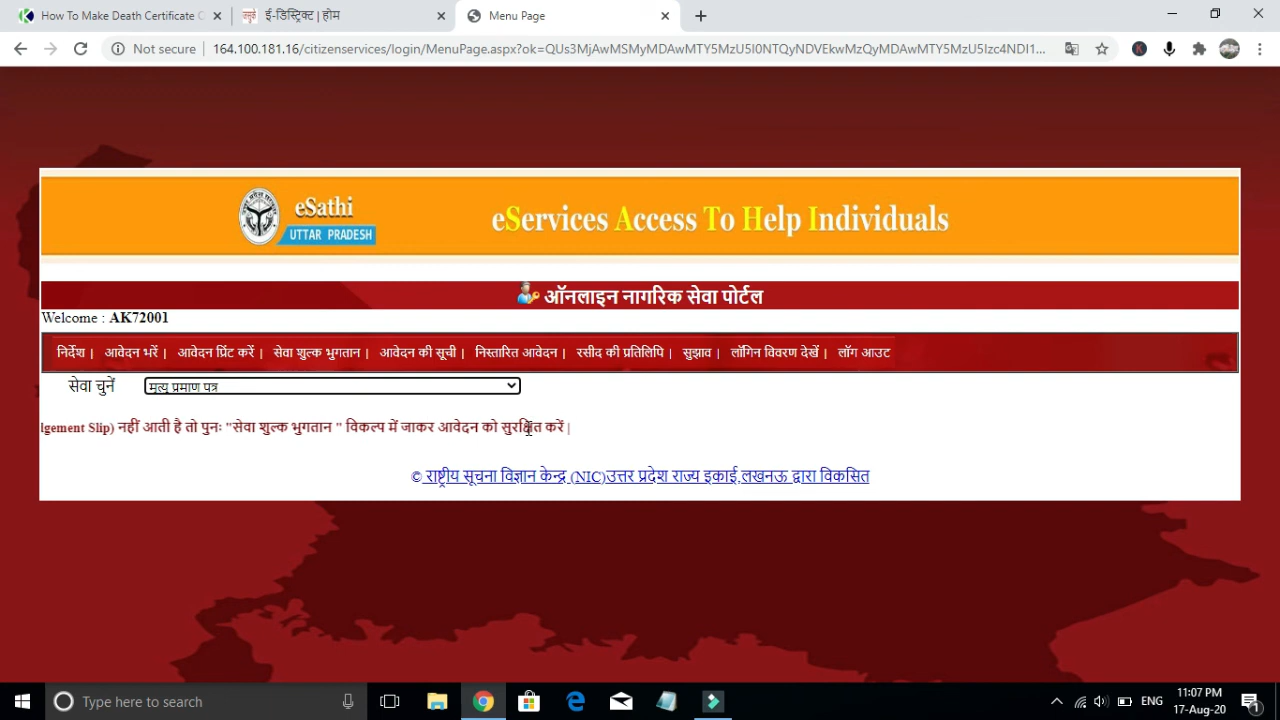 How To Make Death Certificate
ई-डिस्ट्रिक्ट | होम
Menu Page
Not secure
164.100.181.16/citizenservices/login/MenuPage.aspx?ok=QUs3MjAwMSMyMDAwMTY5MzU5I0NTQyNDVEkwMzQyMDAwMTY5MzU5Izc4NDI1...
K
eSathi
UTTAR PRADESH
eServices Access To Help Individuals
ऑनलाइन नागरिक सेवा पोर्टल
Welcome : AK72001
निर्देश | आवेदन भरें | आवेदन प्रिंट करें | सेवा शुल्क भुगतान | आवेदन की सूची | निस्तारित आवेदन | रसीद की प्रतिलिपि | सुझाव | लॉगिन विवरण देखें | लॉग आउट
सेवा चुनें मृत्यु प्रमाण पत्र
lgement Slip) नहीं आती है तो पुनः "सेवा शुल्क भुगतान " विकल्प में जाकर आवेदन को सुरक्षित करें |
© राष्ट्रीय सूचना विज्ञान केन्द्र (NIC)उत्तर प्रदेश राज्य इकाई,लखनऊ द्वारा विकसित
Type here to search
ENG
11:07 PM
17-Aug-20
1